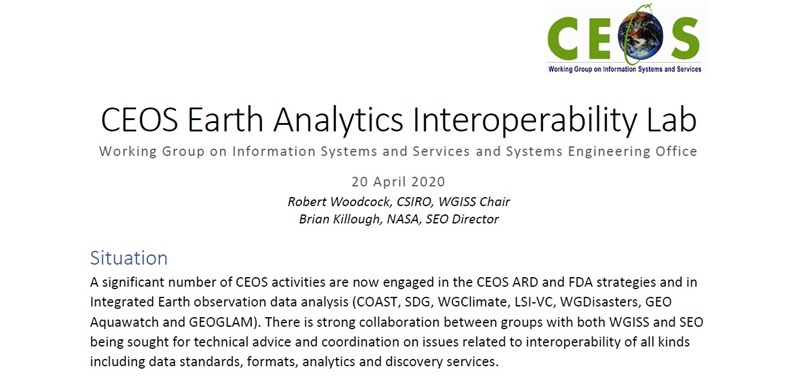 CEOS
Working Group on Information Systems and Services
CEOS Earth Analytics Interoperability Lab
Working Group on Information Systems and Services and Systems Engineering Office
20 April 2020
Robert Woodcock, CSIRO, WGISS Chair
Brian Killough, NASA, SEO Director
Situation
A significant number of CEOS activities are now engaged in the CEOS ARD and FDA strategies and in
Integrated Earth observation data analysis (COAST, SDG, WGClimate, LSI-VC, WGDisasters, GEO
Aquawatch and GEOGLAM). There is strong collaboration between groups with both WGISS and SEO
being sought for technical advice and coordination on issues related to interoperability of all kinds
including data standards, formats, analytics and discovery services.